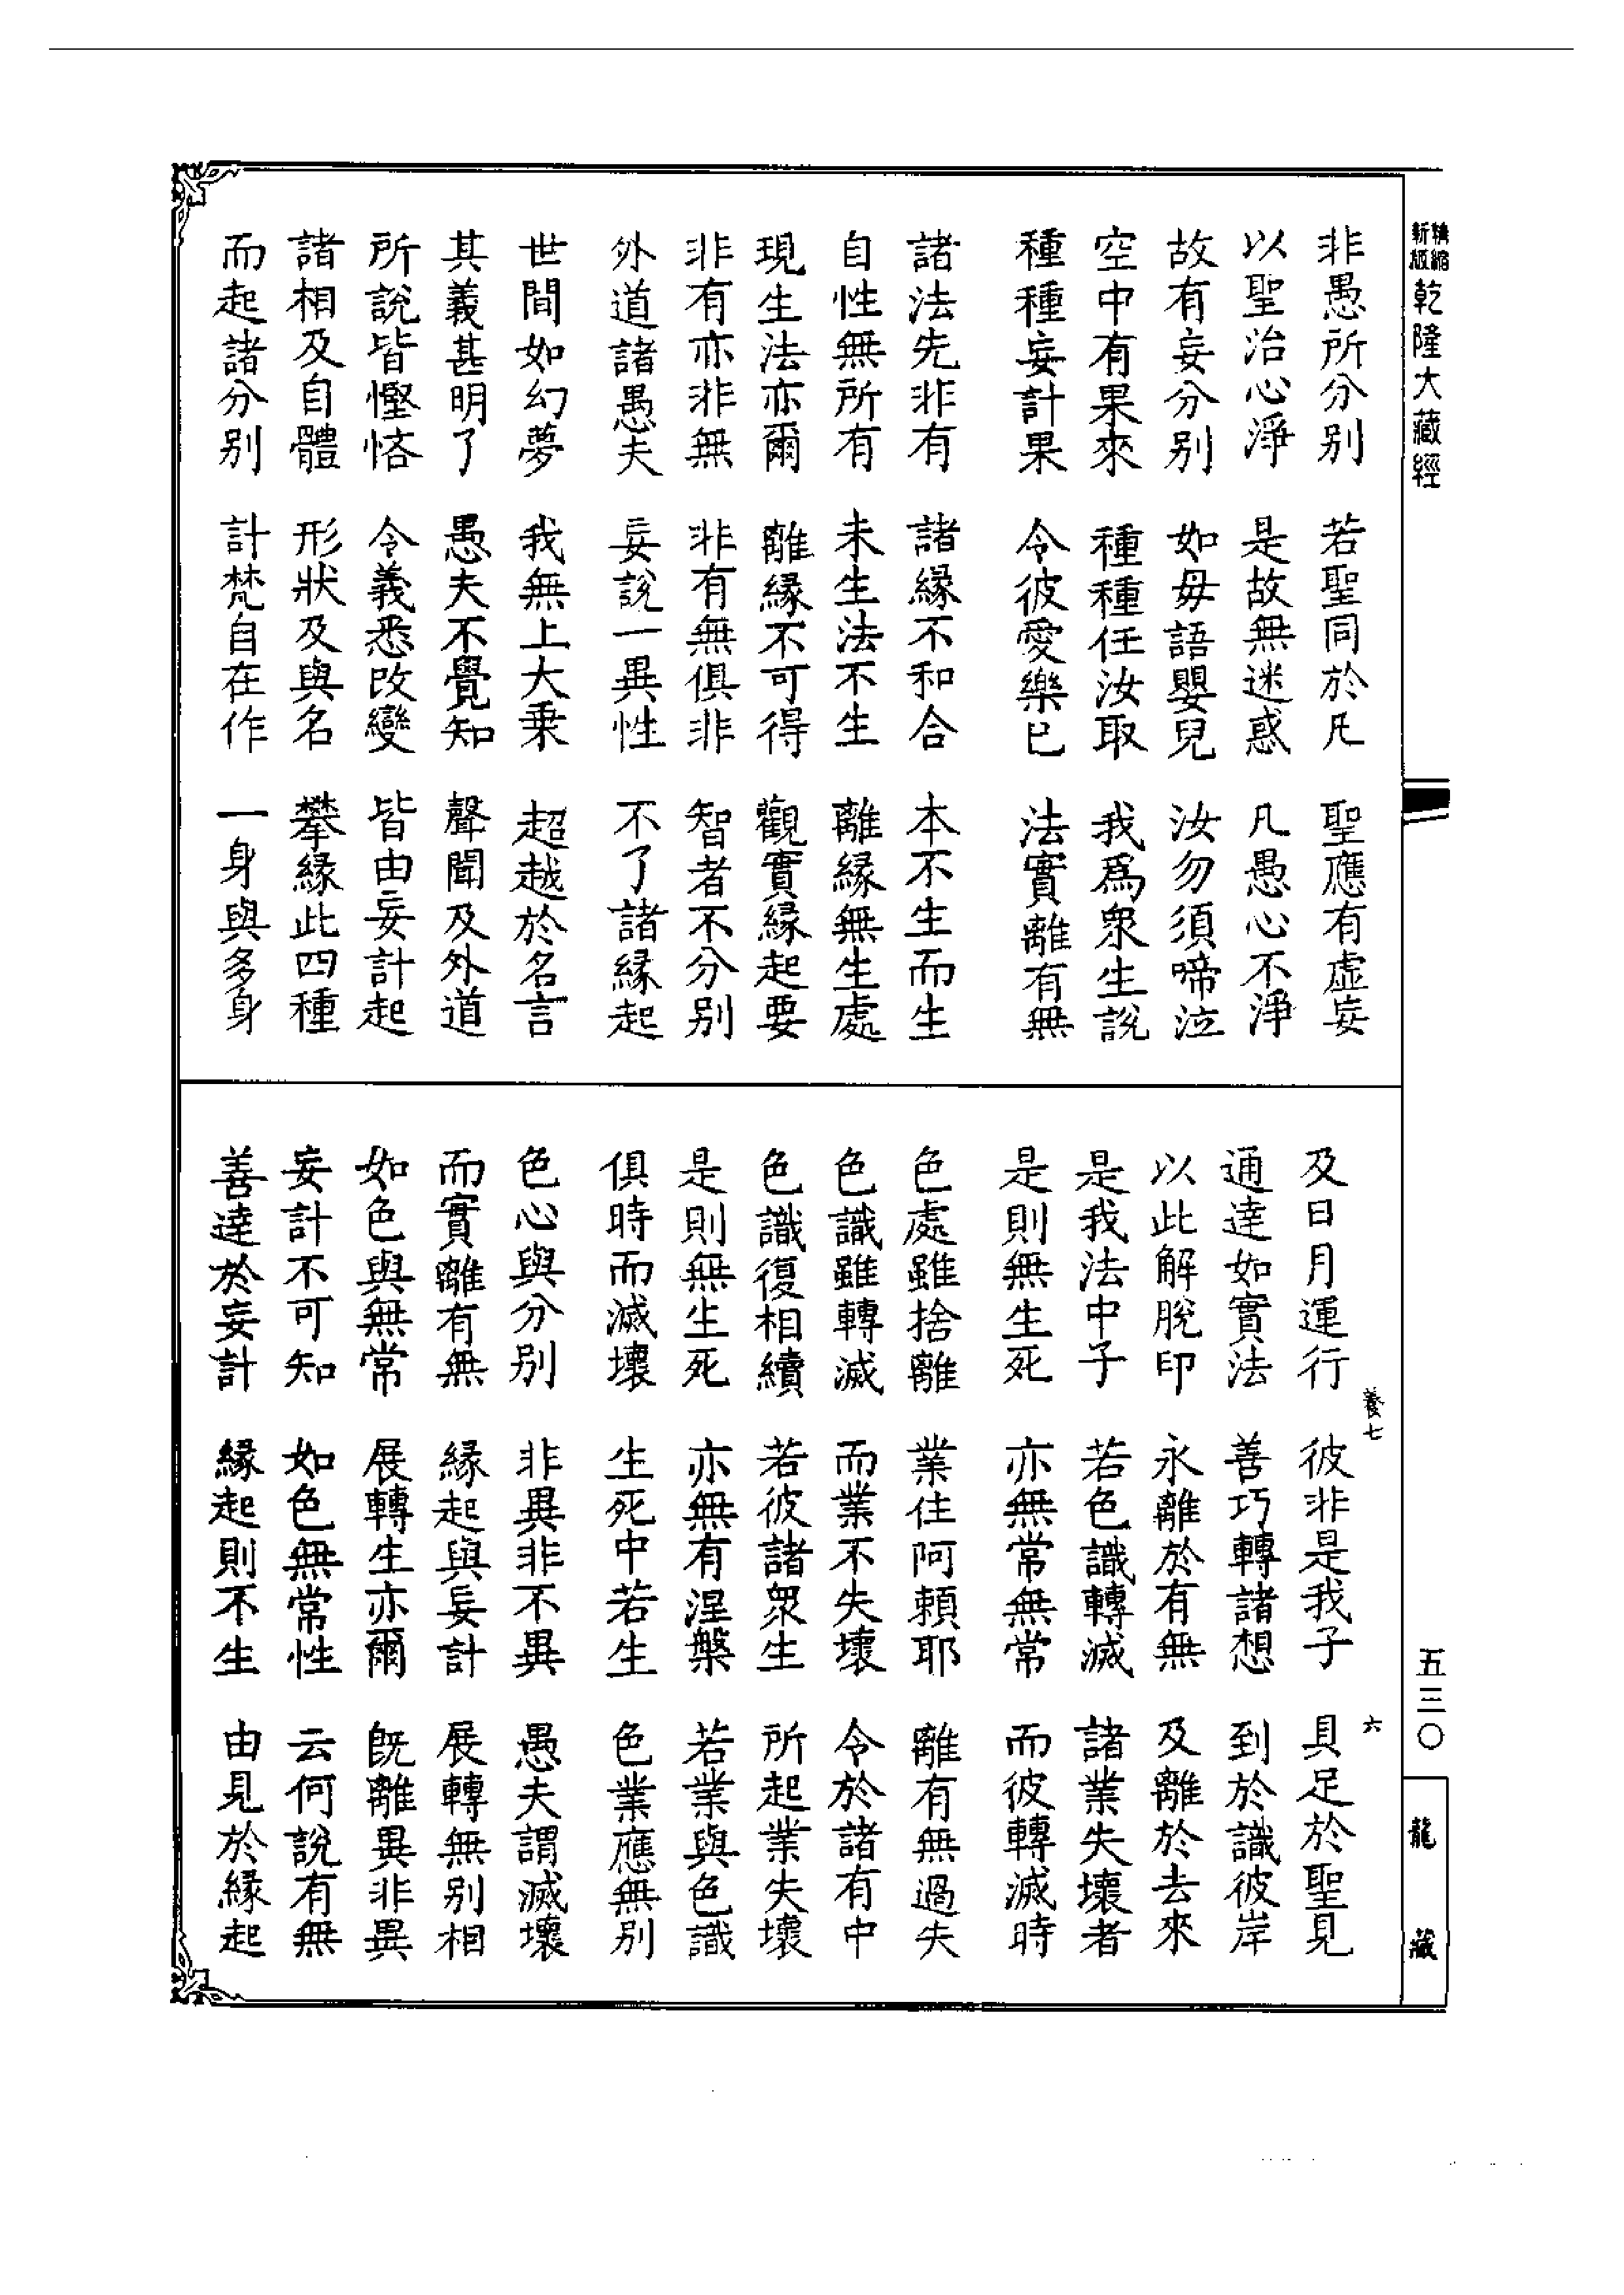 精縮新版乾隆大藏經
非愚所分別　若聖同於凡　聖應有虛妄
以聖治心淨　是故無迷惑　凡愚心不淨
故有妄分別　如毋語嬰兒　汝勿須啼泣
空中有果來　種種任汝取　我爲衆生說
種種妄計果　令彼愛樂已　法實離有無
諸法先非有　諸緣不和合　本不生而生
自性無所有　未生法不生　離緣無生處
現生法亦爾　離緣不可得　觀實緣起要
非有亦非無　非有無俱非　智者不分別
外道諸愚夫　妄說一異性　不了諸緣起
世間如幻夢　我無上大乘　超越於名言
其義甚明了　愚夫不覺知　聲聞及外道
所說皆慳悋　令義悉改變　皆由妄計起
諸相及自體　形狀及與名　攀緣此四種
而起諸分別　計梵自在作　一身與多身
及日月運行　彼非是我子　具足於聖見
通達如實法　善巧轉諸想　到於識彼岸
以此解脫印　永離於有無　及離於去來
是我法中子　若色識轉滅　諸業失壞者
是則無生死　亦無常無常　而彼轉滅時
色處雖捨離　業住阿賴耶　離有無過失
色識雖轉滅　而業不失壞　令於諸有中
色識復相續　若彼諸衆生　所起業失壞
是則無生死　亦無有涅槃　若業與色識
俱時而滅壞　生死中若生　色業應無別
色心與分別　非異非不異　愚夫謂滅壞
而實離有無　緣起與妄計　展轉無別相
如色與無常　展轉生亦爾　旣離異非異
妄計不可知　如色無常性　云何說有無
善達於妄計　緣起則不生　由見於緣起
養七　六
五三〇
龍藏